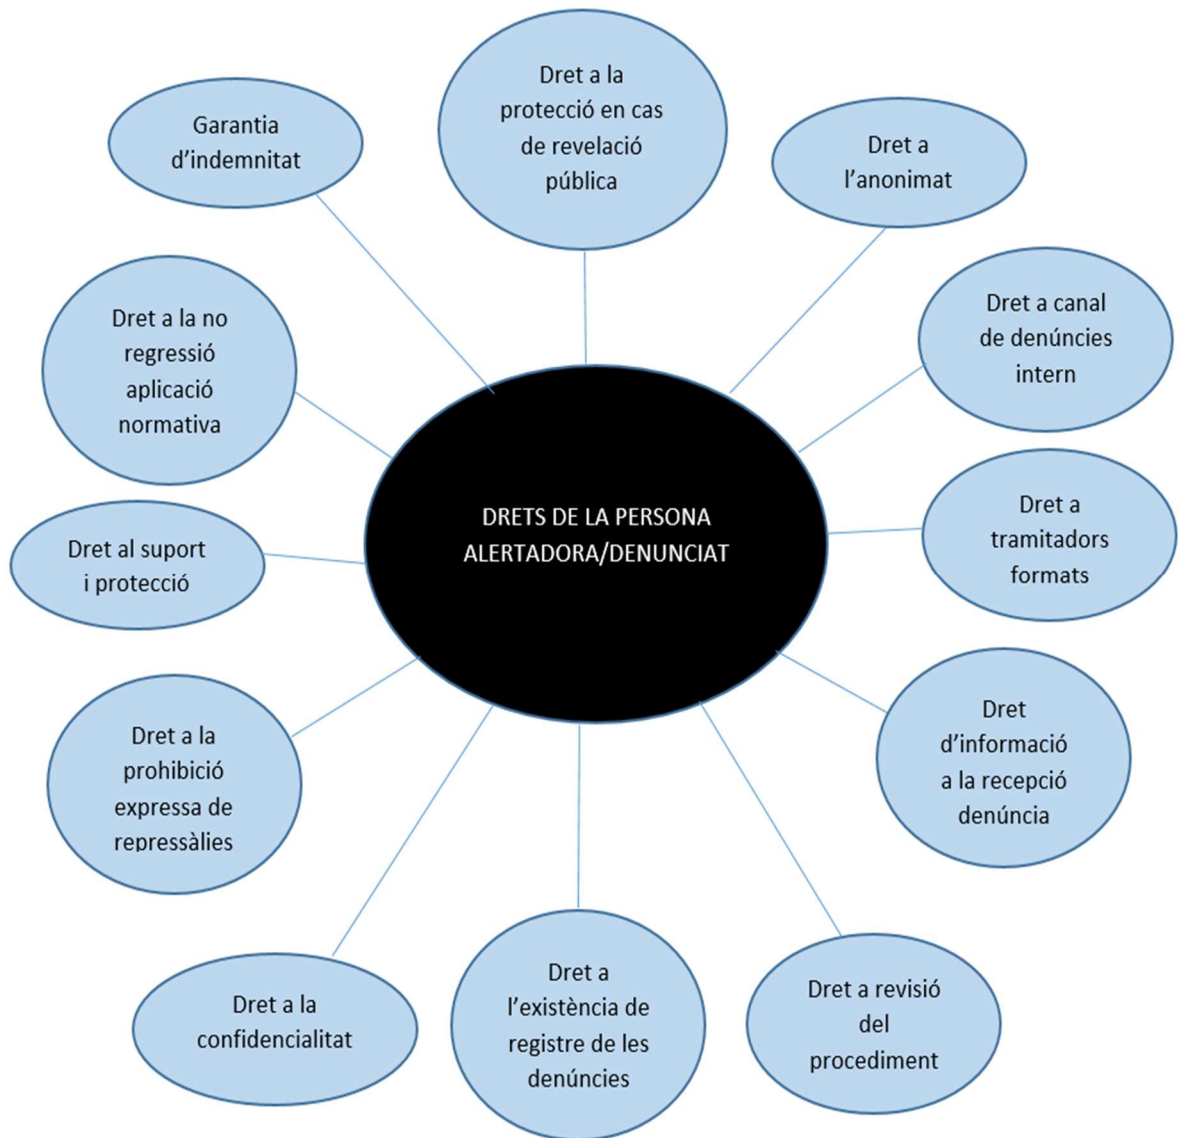 Dret a la
protecció en cas
de revelació
pública
Garantia
d’indemnitat
Dret a
l’anonimat
Dret a la no
regressió
aplicació
normativa
Dret a canal
de denúncies
intern
DRETS DE LA PERSONA
ALERTADORA/DENUNCIAT
Dret al suport
i protecció
Dret a
tramitadors
formats
Dret a la
prohibició
expressa de
repressàlies
Dret
d’informació
a la recepció
denúncia
Dret a la
confidencialitat
Dret a
l’existència de
registre de les
denúncies
Dret a revisió
del
procediment